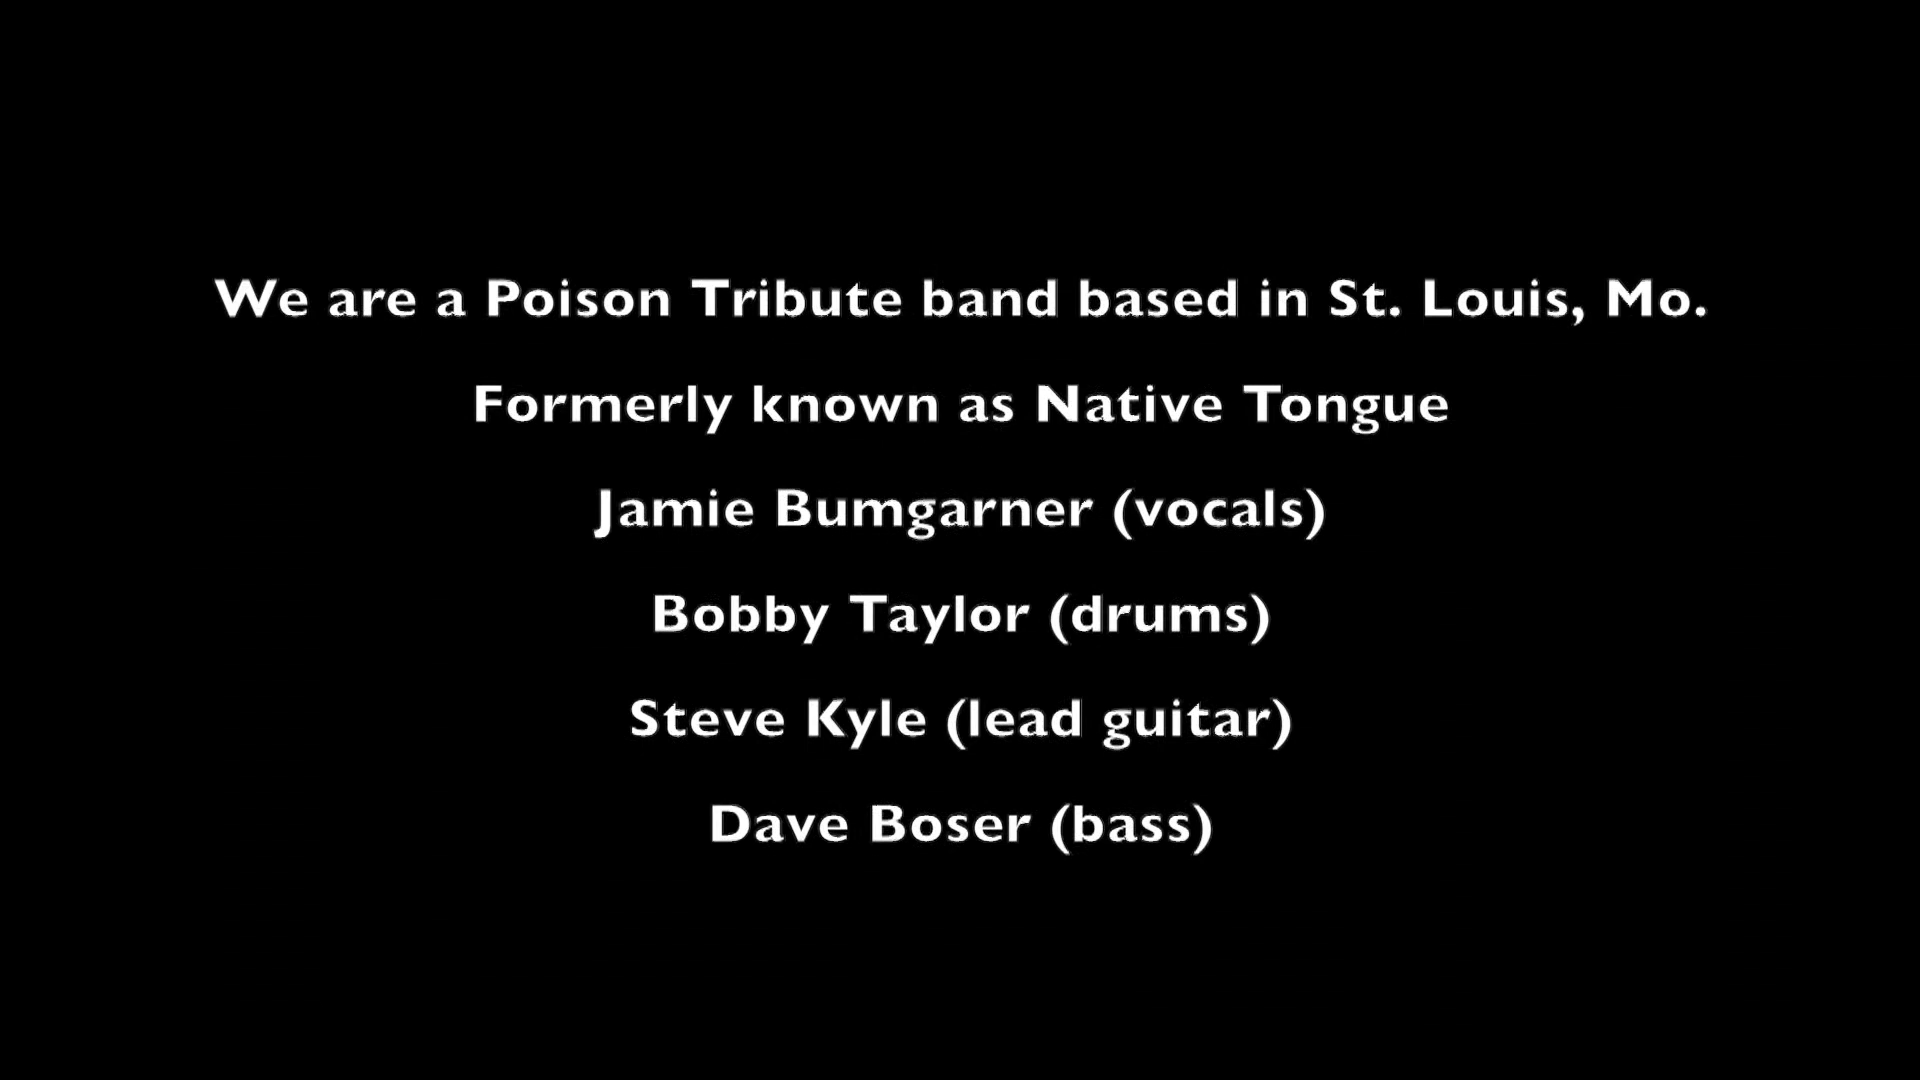 We are a Poison Tribute band based in St. Louis, Mo.
Formerly known as Native Tongue
Jamie Bumgarner (vocals)
Bobby Taylor (drums)
Steve Kyle (lead guitar)
Dave Boser (bass)